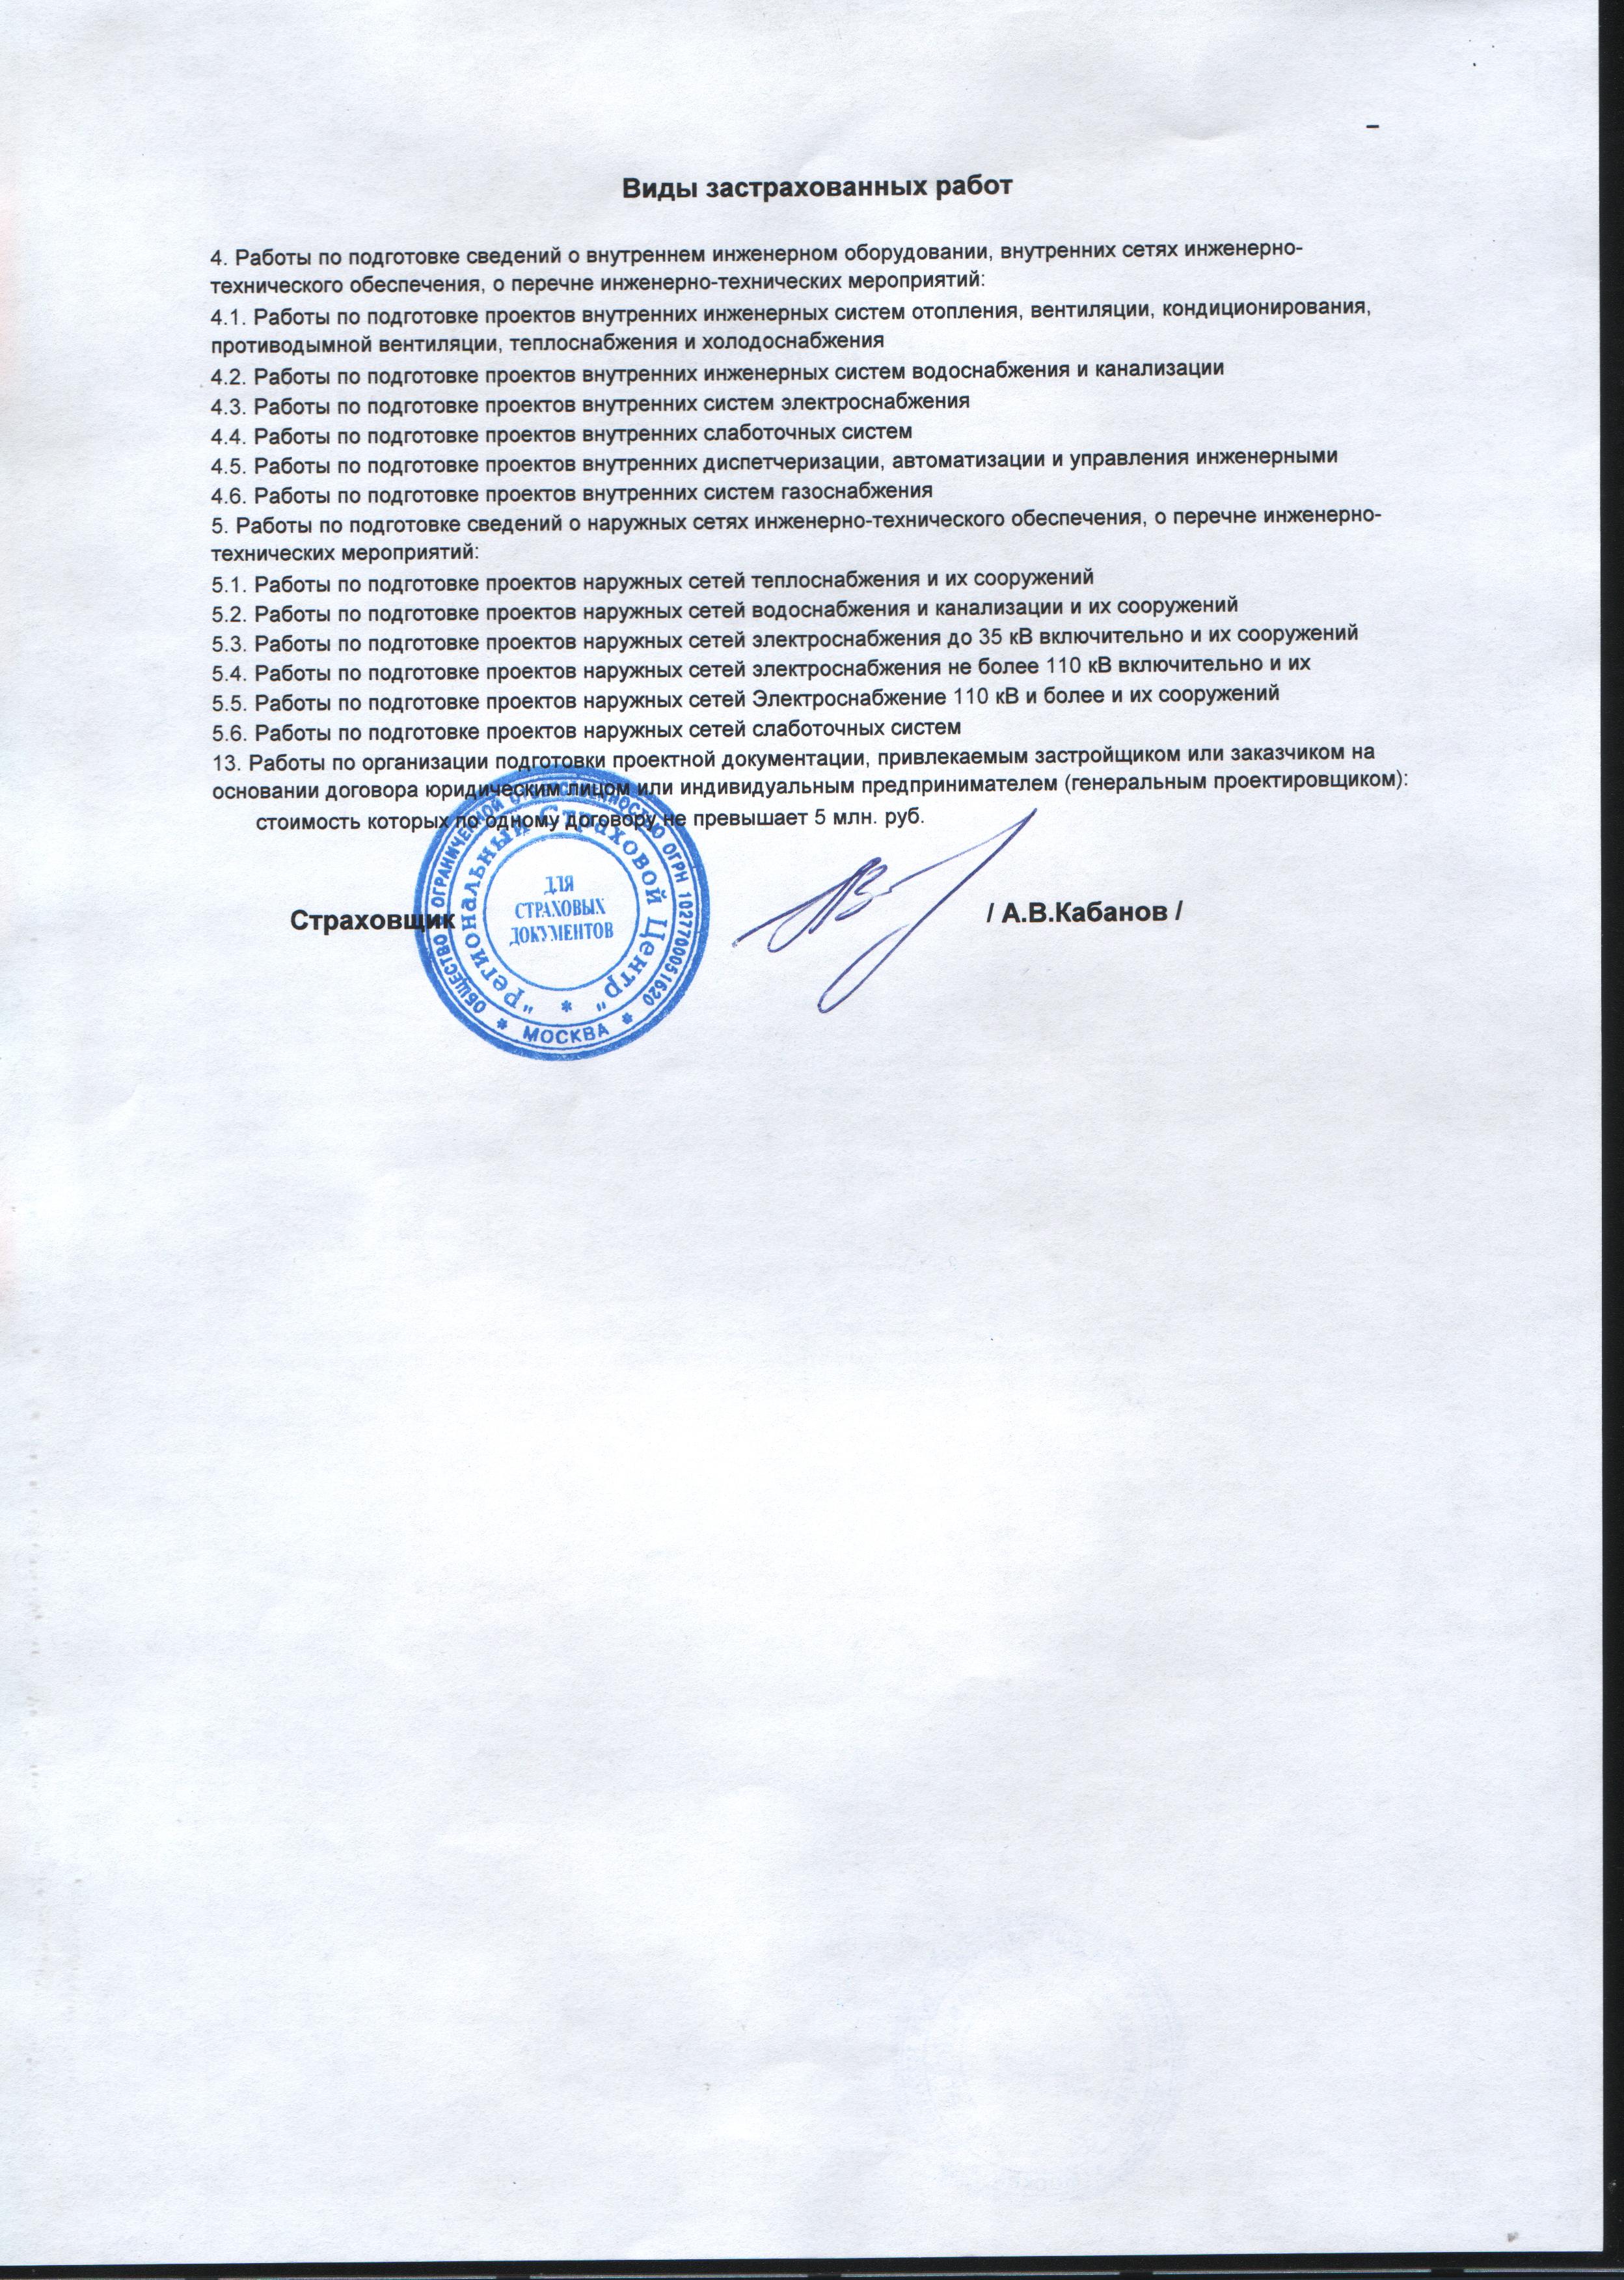 Виды застрахованных работ
4. Работы по подготовке сведений о внутреннем инженерном оборудовании, внутренних сетях инженерно-
технического обеспечения, о перечне инженерно-технических мероприятий:
4.1. Работы по подготовке проектов внутренних инженерных систем отопления, вентиляции, кондиционирования,
противодымной вентиляции, теплоснабжения и холодоснабжения
4.2. Работы по подготовке проектов внутренних инженерных систем водоснабжения и канализации
4.3. Работы по подготовке проектов внутренних систем электроснабжения
4.4. Работы по подготовке проектов внутренних слаботочных систем
4.5. Работы по подготовке проектов внутренних диспетчеризации, автоматизации и управления инженерными
4.6. Работы по подготовке проектов внутренних систем газоснабжения
5. Работы по подготовке сведений о наружных сетях инженерно-технического обеспечения, о перечне инженерно-
технических мероприятий:
5.1. Работы по подготовке проектов наружных сетей теплоснабжения и их сооружений
5.2. Работы по подготовке проектов наружных сетей водоснабжения и канализации и их сооружений
5.3. Работы по подготовке проектов наружных сетей электроснабжения до 35 кВ включительно и их сооружений
5.4. Работы по подготовке проектов наружных сетей электроснабжения не более 110 кВ включительно и их
5.5. Работы по подготовке проектов наружных сетей Электроснабжение 110 кВ и более и их сооружений
5.6. Работы по подготовке проектов наружных сетей слаботочных систем
13. Работы по организации подготовки проектной документации, привлекаемым застройщиком или заказчиком на
основании договора юридическим лицом или индивидуальным предпринимателем (генеральным проектировщиком):
стоимость которых по одному договору не превышает 5 млн. руб.
Страховщик
/ А.В.Кабанов /
ОБЩЕСТВО С ОГРАНИЧЕННОЙ ОТВЕТСТВЕННОСТЬЮ ОГРН 1027700051620
* МОСКВА *
"Региональный Страховой Центр" *
ДЛЯ
СТРАХОВЫХ
ДОКУМЕНТОВ